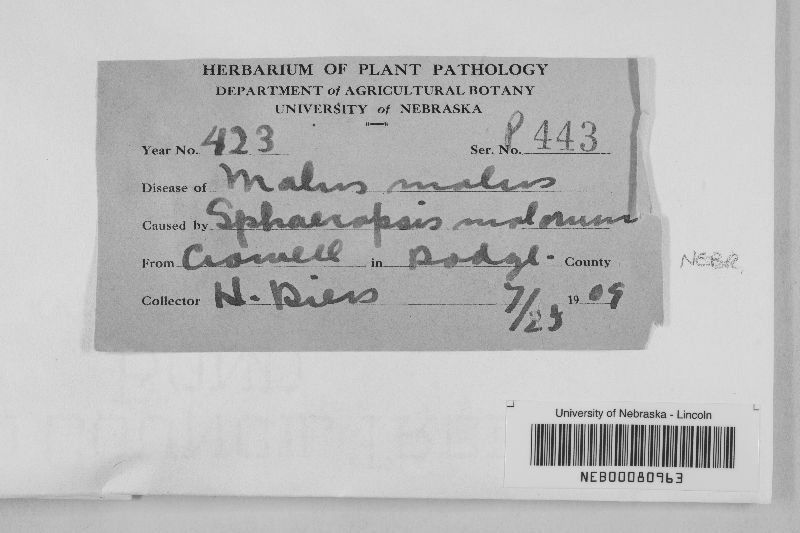 HERBARIUM OF PLANT PATHOLOGY
DEPARTMENT of AGRICULTURAL BOTANY
UNIVERSITY of NEBRASKA
Year No. 423 Ser. No. P 443
Disease of Malus malus
Caused by Sphaeropsis malorum
From Crowell in Dodge. County
Collector H. Diers 7/23 1909
NEBR
University of Nebraska - Lincoln
NEB00080963